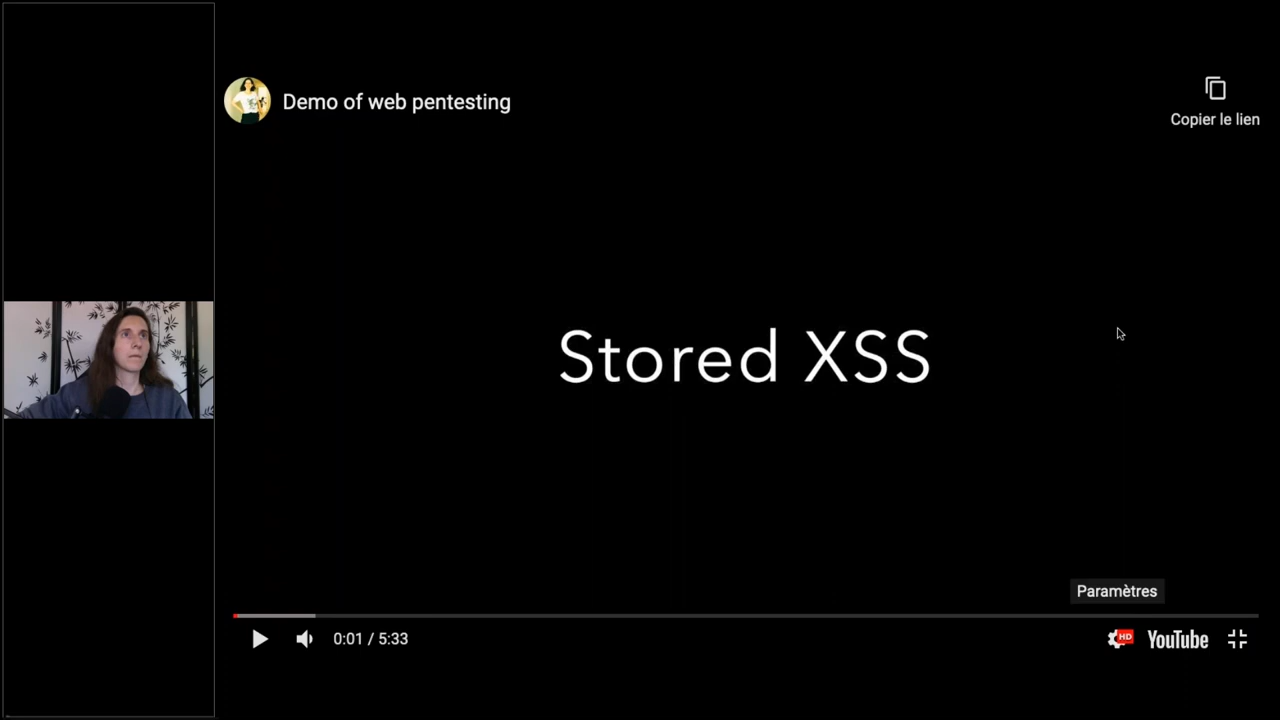 Demo of web pentesting
Copier le lien
Stored XSS
Paramètres
0:01 / 5:33
HD
YouTube